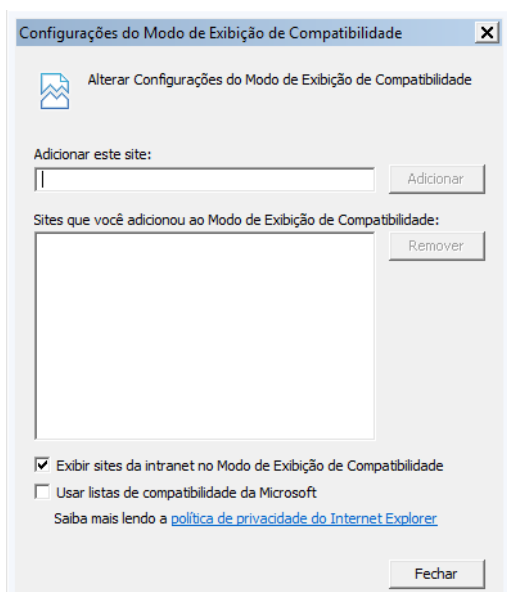 Configurações do Modo de Exibição de Compatibilidade
Alterar Configurações do Modo de Exibição de Compatibilidade
Adicionar este site:
Adicionar
Sites que você adicionou ao Modo de Exibição de Compatibilidade:
Remover
Exibir sites da intranet no Modo de Exibição de Compatibilidade
Usar listas de compatibilidade da Microsoft
Saiba mais lendo a política de privacidade do Internet Explorer
Fechar